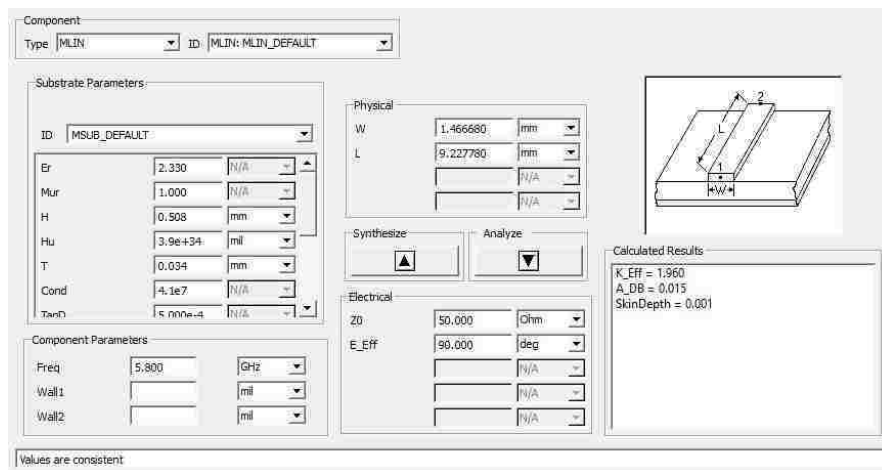 Component
Type MLIN ID MLIN: MLIN_DEFAULT
Substrate Parameters
ID MSUB_DEFAULT
Er 2.330 N/A
Mur 1.000 N/A
H 0.508 mm
Hu 3.9e+34 mil
T 0.034 mm
Cond 4.1e7 N/A
TanD 5.000e-4 N/A
Component Parameters
Freq 5.800 GHz
Wall1 mil
Wall2 mil
Physical
W 1.466680 mm
L 9.227780 mm
N/A
N/A
Synthesize Analyze
Electrical
Z0 50.000 Ohm
E_Eff 90.000 deg
N/A
N/A
N/A
2
L
1
W
Calculated Results
K_Eff = 1.960
A_DB = 0.015
SkinDepth = 0.001
Values are consistent